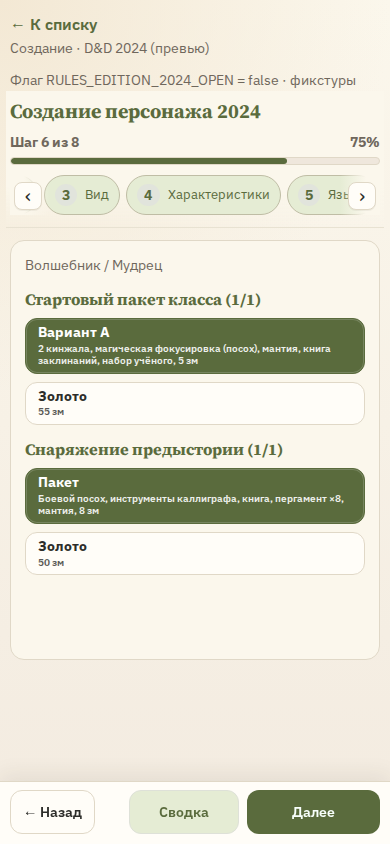 ← К списку
Создание · D&D 2024 (превью)
Флаг RULES_EDITION_2024_OPEN = false · фикстуры
Создание персонажа 2024
Шаг 6 из 8
75%
‹
3 Вид
4 Характеристики
5 Язы
›
Волшебник / Мудрец
Стартовый пакет класса (1/1)
Вариант A
2 кинжала, магическая фокусировка (посох), мантия, книга
заклинаний, набор учёного, 5 зм
Золото
55 зм
Снаряжение предыстории (1/1)
Пакет
Боевой посох, инструменты каллиграфа, книга, пергамент ×8,
мантия, 8 зм
Золото
50 зм
← Назад
Сводка
Далее